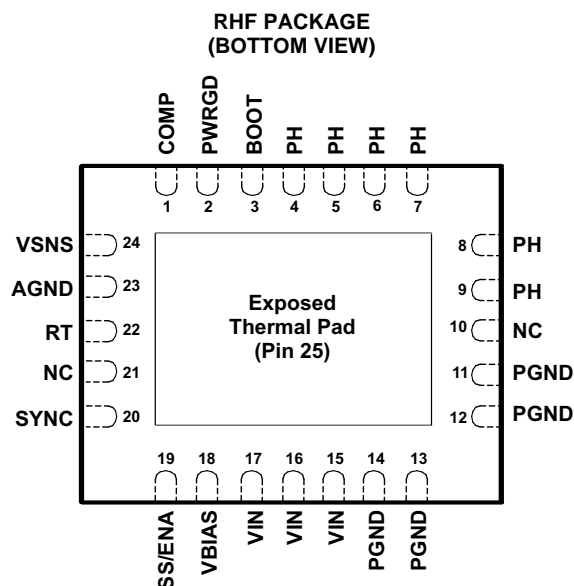 RHF PACKAGE
(BOTTOM VIEW)
COMP
PWRGD
BOOT
PH
PH
PH
PH
1 2 3 4 5 6 7
VSNS 24
AGND 23
RT 22
NC 21
SYNC 20
Exposed
Thermal Pad
(Pin 25)
8 PH
9 PH
10 NC
11 PGND
12 PGND
19 18 17 16 15 14 13
SS/ENA
VBIAS
VIN
VIN
VIN
PGND
PGND